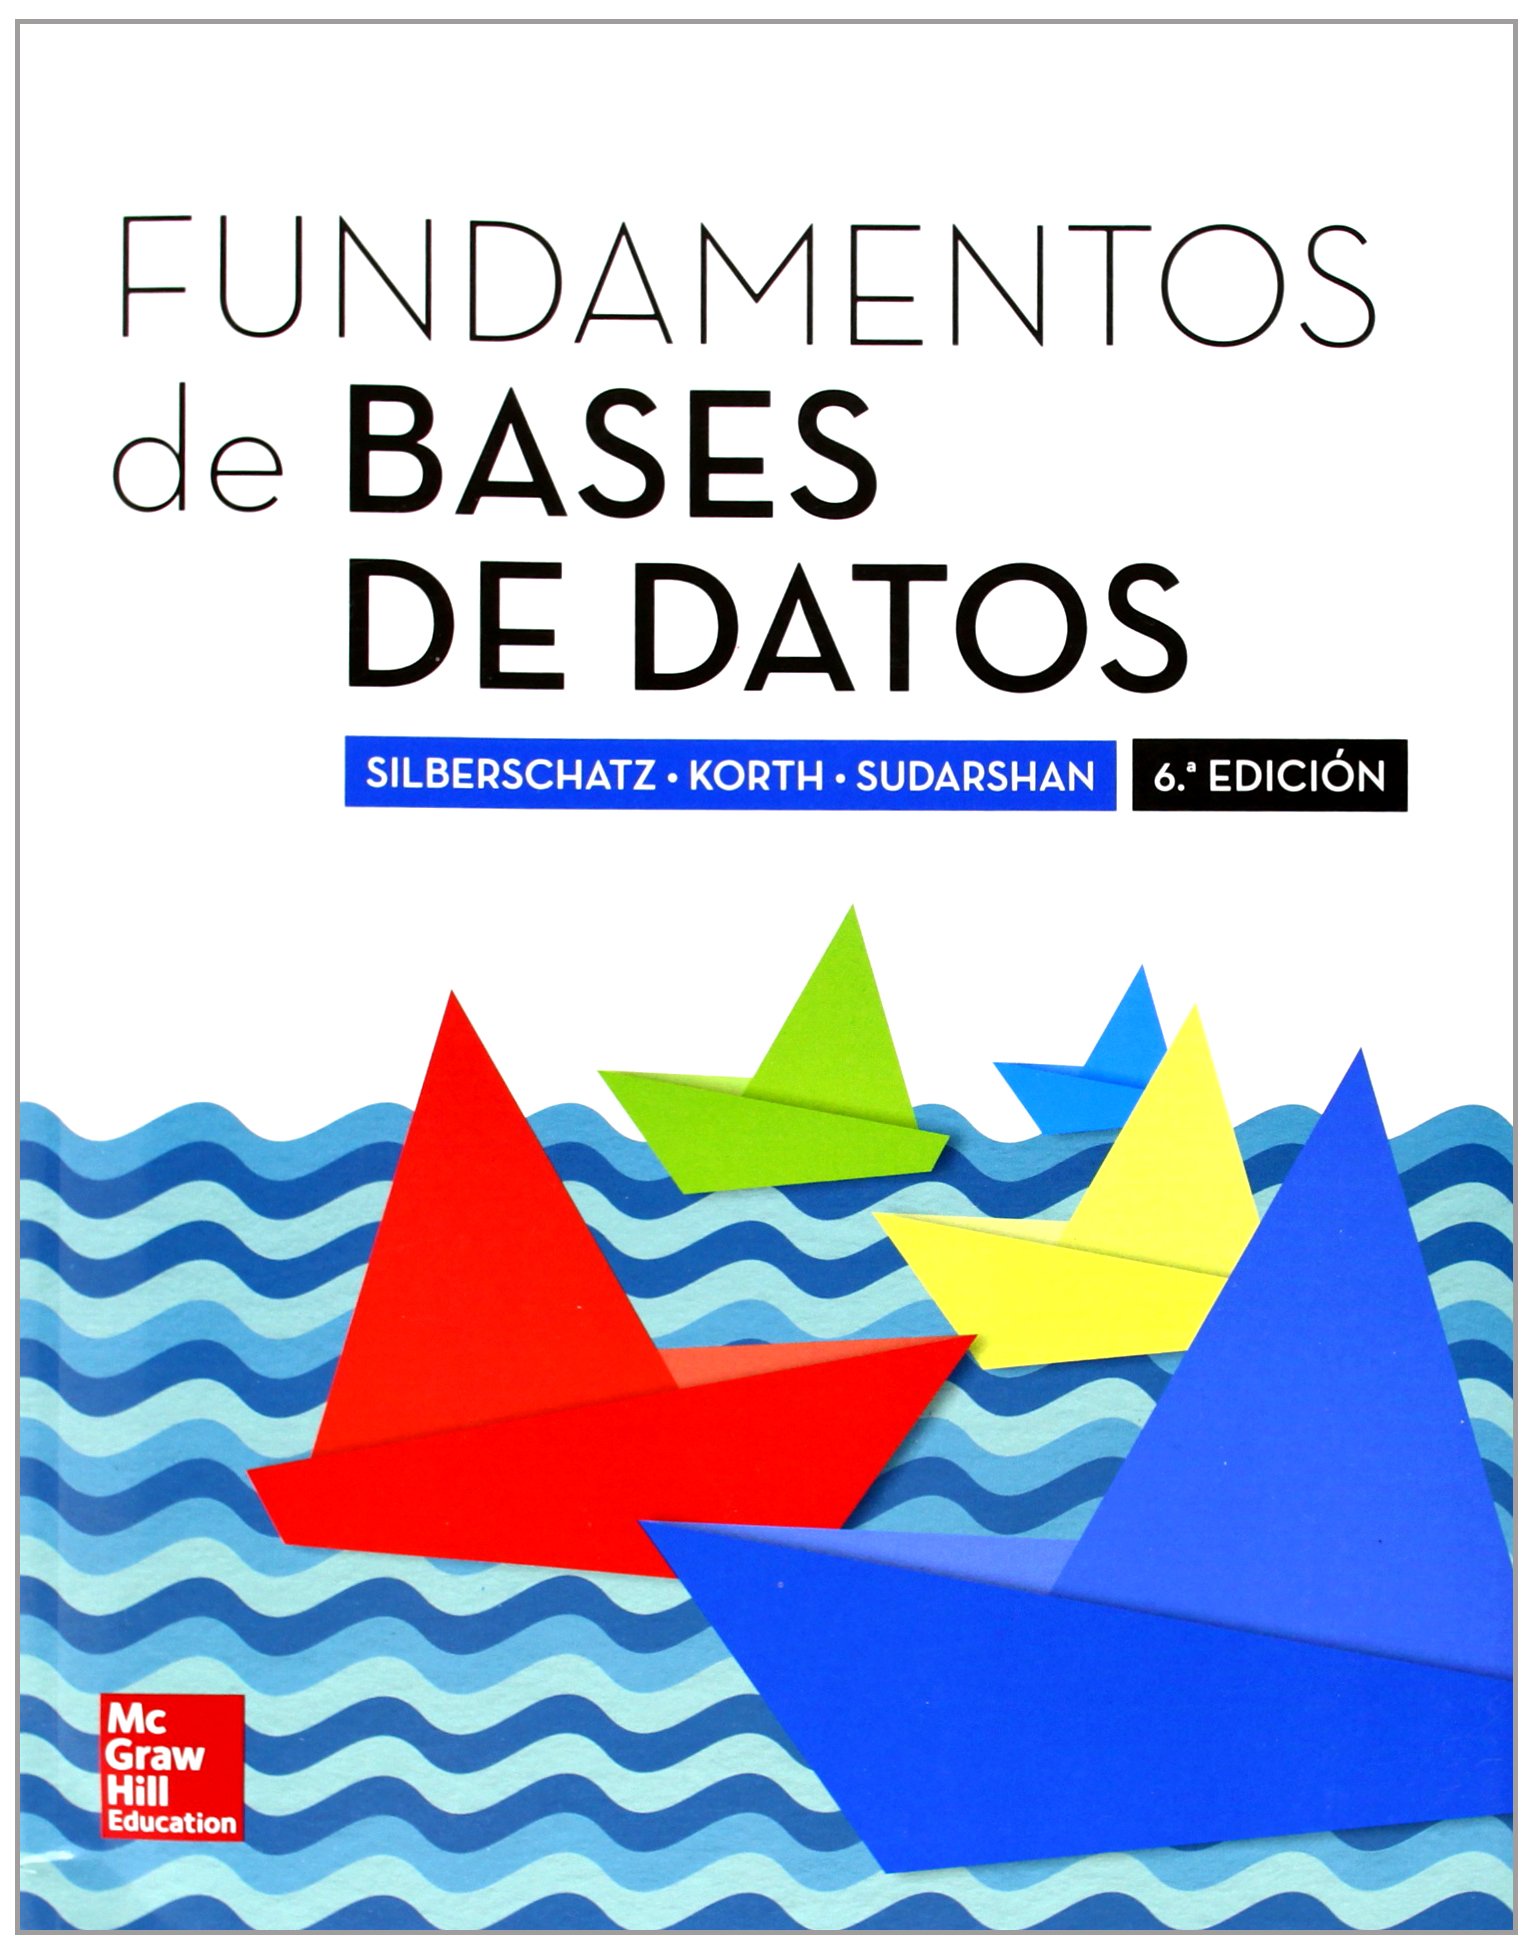 FUNDAMENTOS
de BASES
DE DATOS
SILBERSCHATZ • KORTH • SUDARSHAN 6.ª EDICIÓN
Mc
Graw
Hill
Education